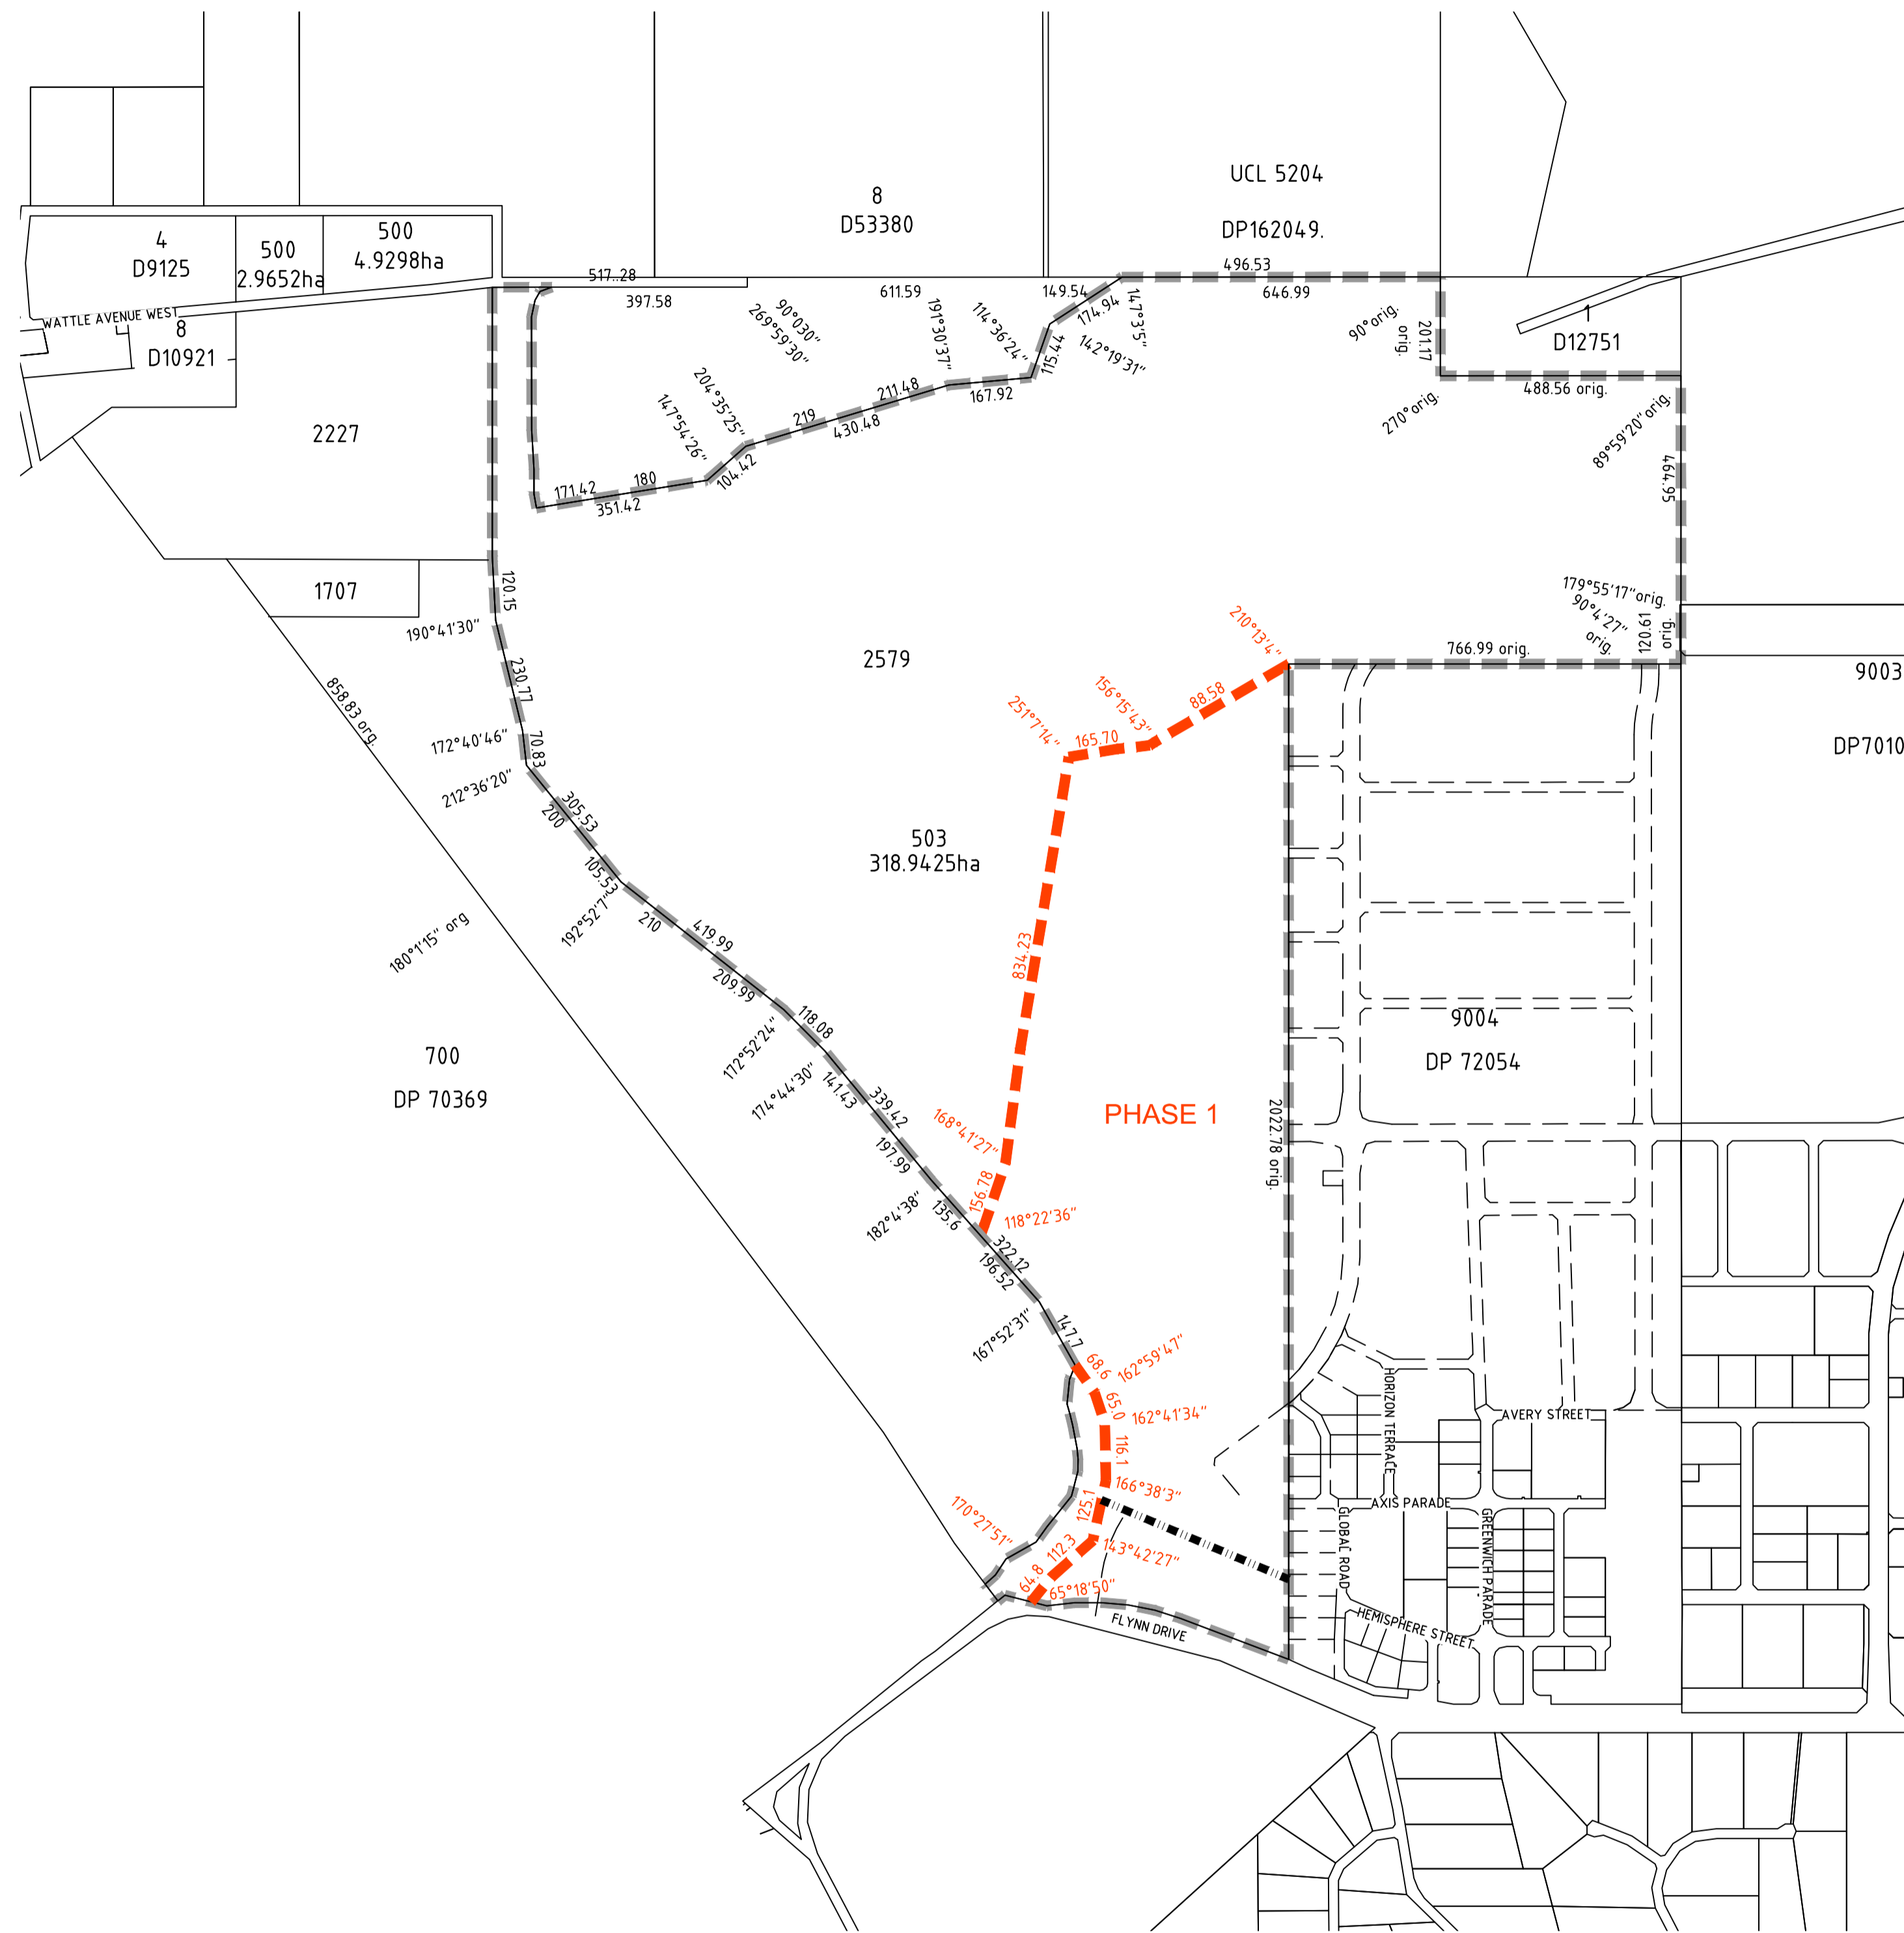 UCL 5204
DP162049.
8
D53380
4
D9125
500
2.9652ha
500
4.9298ha
WATTLE AVENUE WEST
8
D10921
517..28
397.58
611.59
149.54
496.53
646.99
174.94
147°3'5"
142°19'31"
115.44
114°36'24"
191°30'37"
90°030"
269°59'30"
167.92
211.48
219
430.48
204°35'25"
147°54'26"
104.42
180
171.42
351.42
90°orig.
201.17
orig.
1
D12751
488.56 orig.
270°orig.
89°59'20" orig.
464.95
2227
1707
120.15
190°41'30"
230.77
172°40'46"
70.83
212°36'20"
305.53
200
105.53
192°52'7"
858.83 org.
180°1'15" org
2579
210°13'4"
88.58
156°15'43"
165.70
251°7'14"
179°55'17"orig.
90°4'27"
orig.
120.61
orig.
766.99 orig.
9003
DP7010
503
318.9425ha
834.23
210
419.99
209.99
118.08
172°52'24"
174°44'30"
141.43
339.42
197.99
182°4'38"
135.6
700
DP 70369
9004
DP 72054
PHASE 1
2022.78 orig.
168°41'27"
156.78
118°22'36"
322.12
196.52
167°52'31"
147.7
68.6
162°59'47"
65.0
162°41'34"
116.1
166°38'3"
125.1
170°27'51"
112.3
143°42'27"
64.8
65°18'50"
FLYNN DRIVE
HORIZON TERRACE
AVERY STREET
AXIS PARADE
GLOBAL ROAD
GREENWICH PARADE
HEMISPHERE STREET